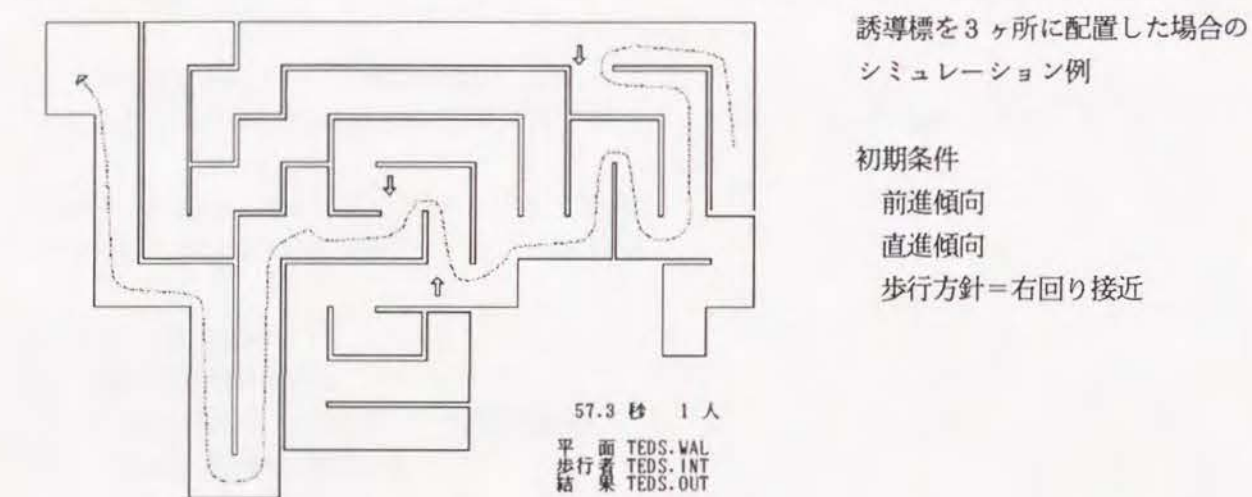 誘導標を3ヶ所に配置した場合の
シミュレーション例
初期条件
前進傾向
直進傾向
歩行方針=右回り接近
57.3 秒 1 人
平 面 TEDS.WAL
歩行者 TEDS.INT
結 果 TEDS.OUT